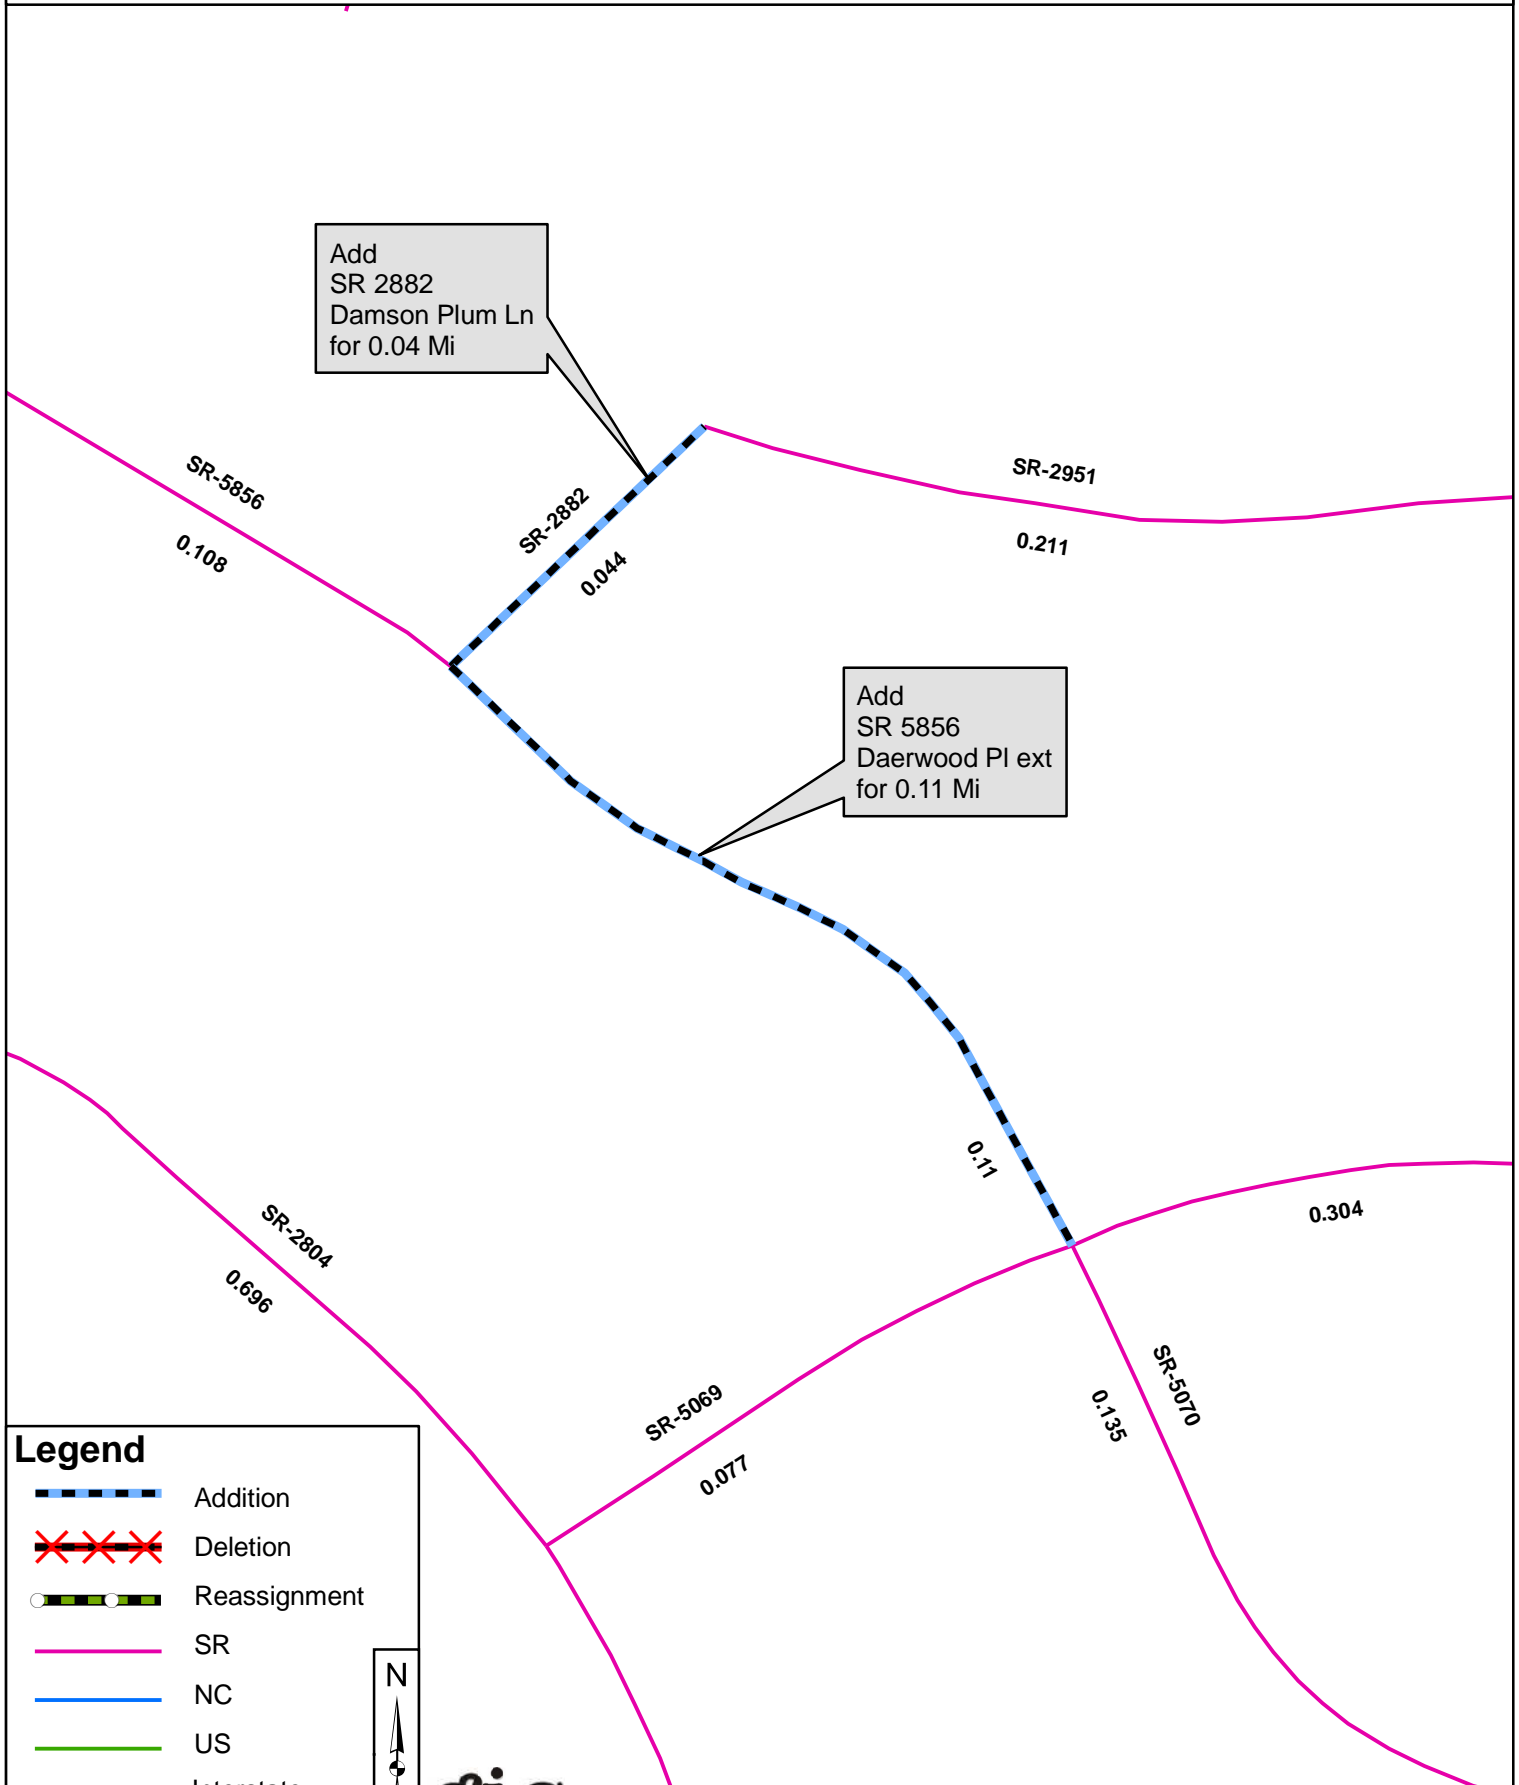 Add
SR 2882
Damson Plum Ln
for 0.04 Mi
SR-5856
0.108
SR-2882
0.044
SR-2951
0.211
Add
SR 5856
Daerwood Pl ext
for 0.11 Mi
0.11
0.304
SR-2804
0.696
SR-5069
0.077
SR-5070
0.135
Legend
Addition
Deletion
Reassignment
SR
NC
US
Interstate
N